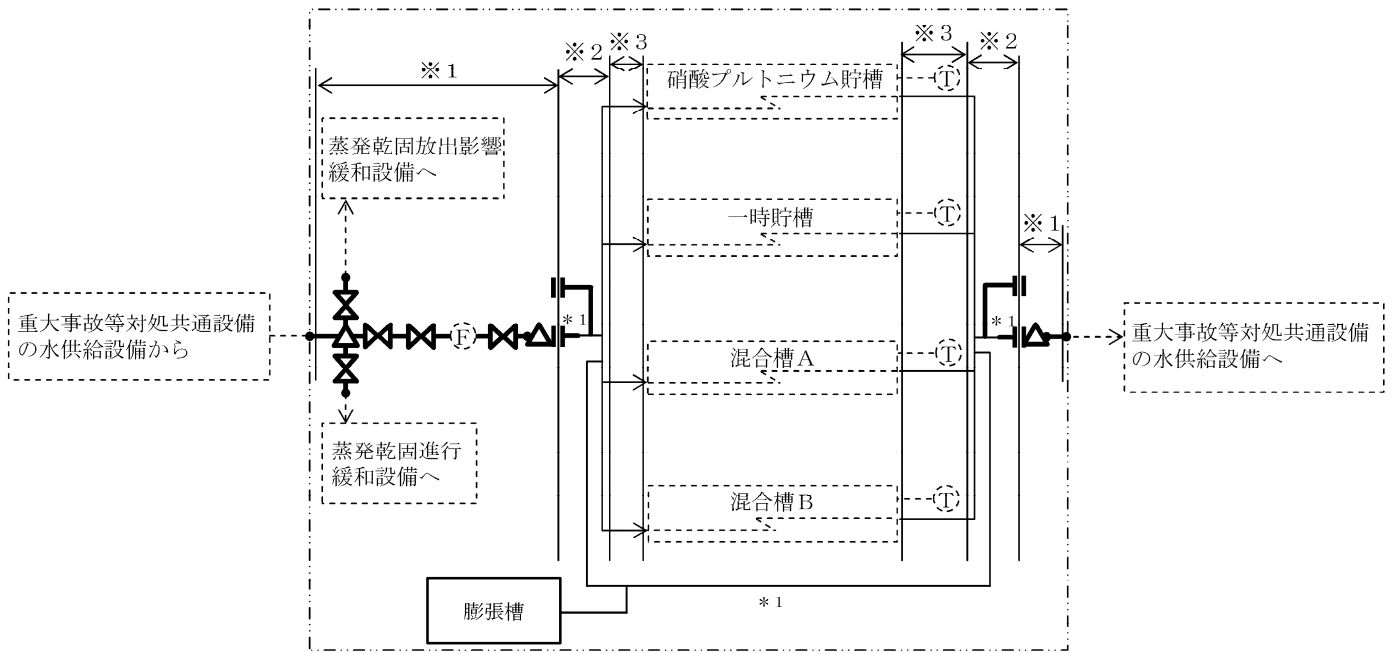 ※1
※2
※3
※3
※2
硝酸プルトニウム貯槽
T
蒸発乾固放出影響
緩和設備へ
一時貯槽
T
※1
重大事故等対処共通設備
の水供給設備から
F
*1
*1
重大事故等対処共通設備
の水供給設備へ
混合槽A
T
蒸発乾固進行
緩和設備へ
混合槽B
T
膨張槽
*1